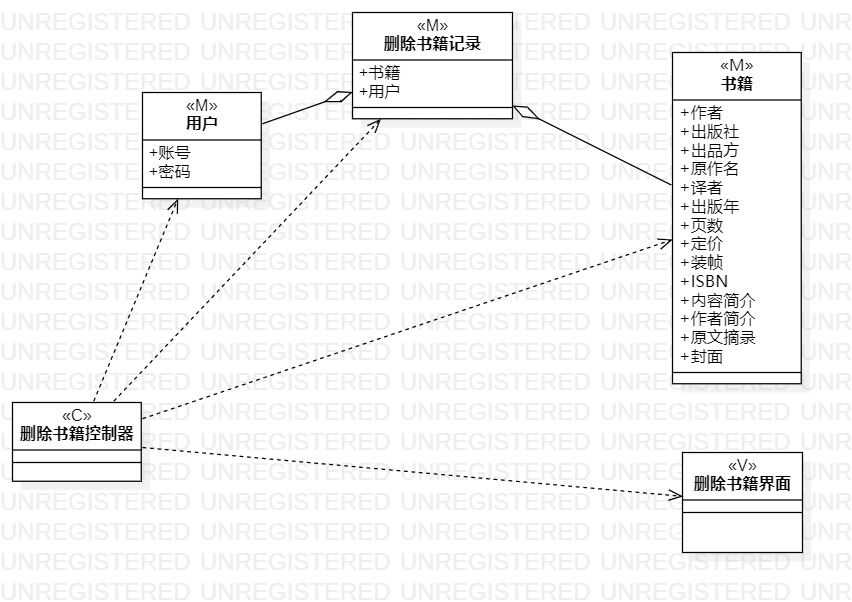 «M»
删除书籍记录
+书籍
+用户
«M»
用户
+账号
+密码
«M»
书籍
+作者
+出版社
+出品方
+原作名
+译者
+出版年
+页数
+定价
+装帧
+ISBN
+内容简介
+作者简介
+原文摘录
+封面
«C»
删除书籍控制器
«V»
删除书籍界面
UNREGISTERED UNREGISTERED UNREGISTERED UNREGISTERED UNR